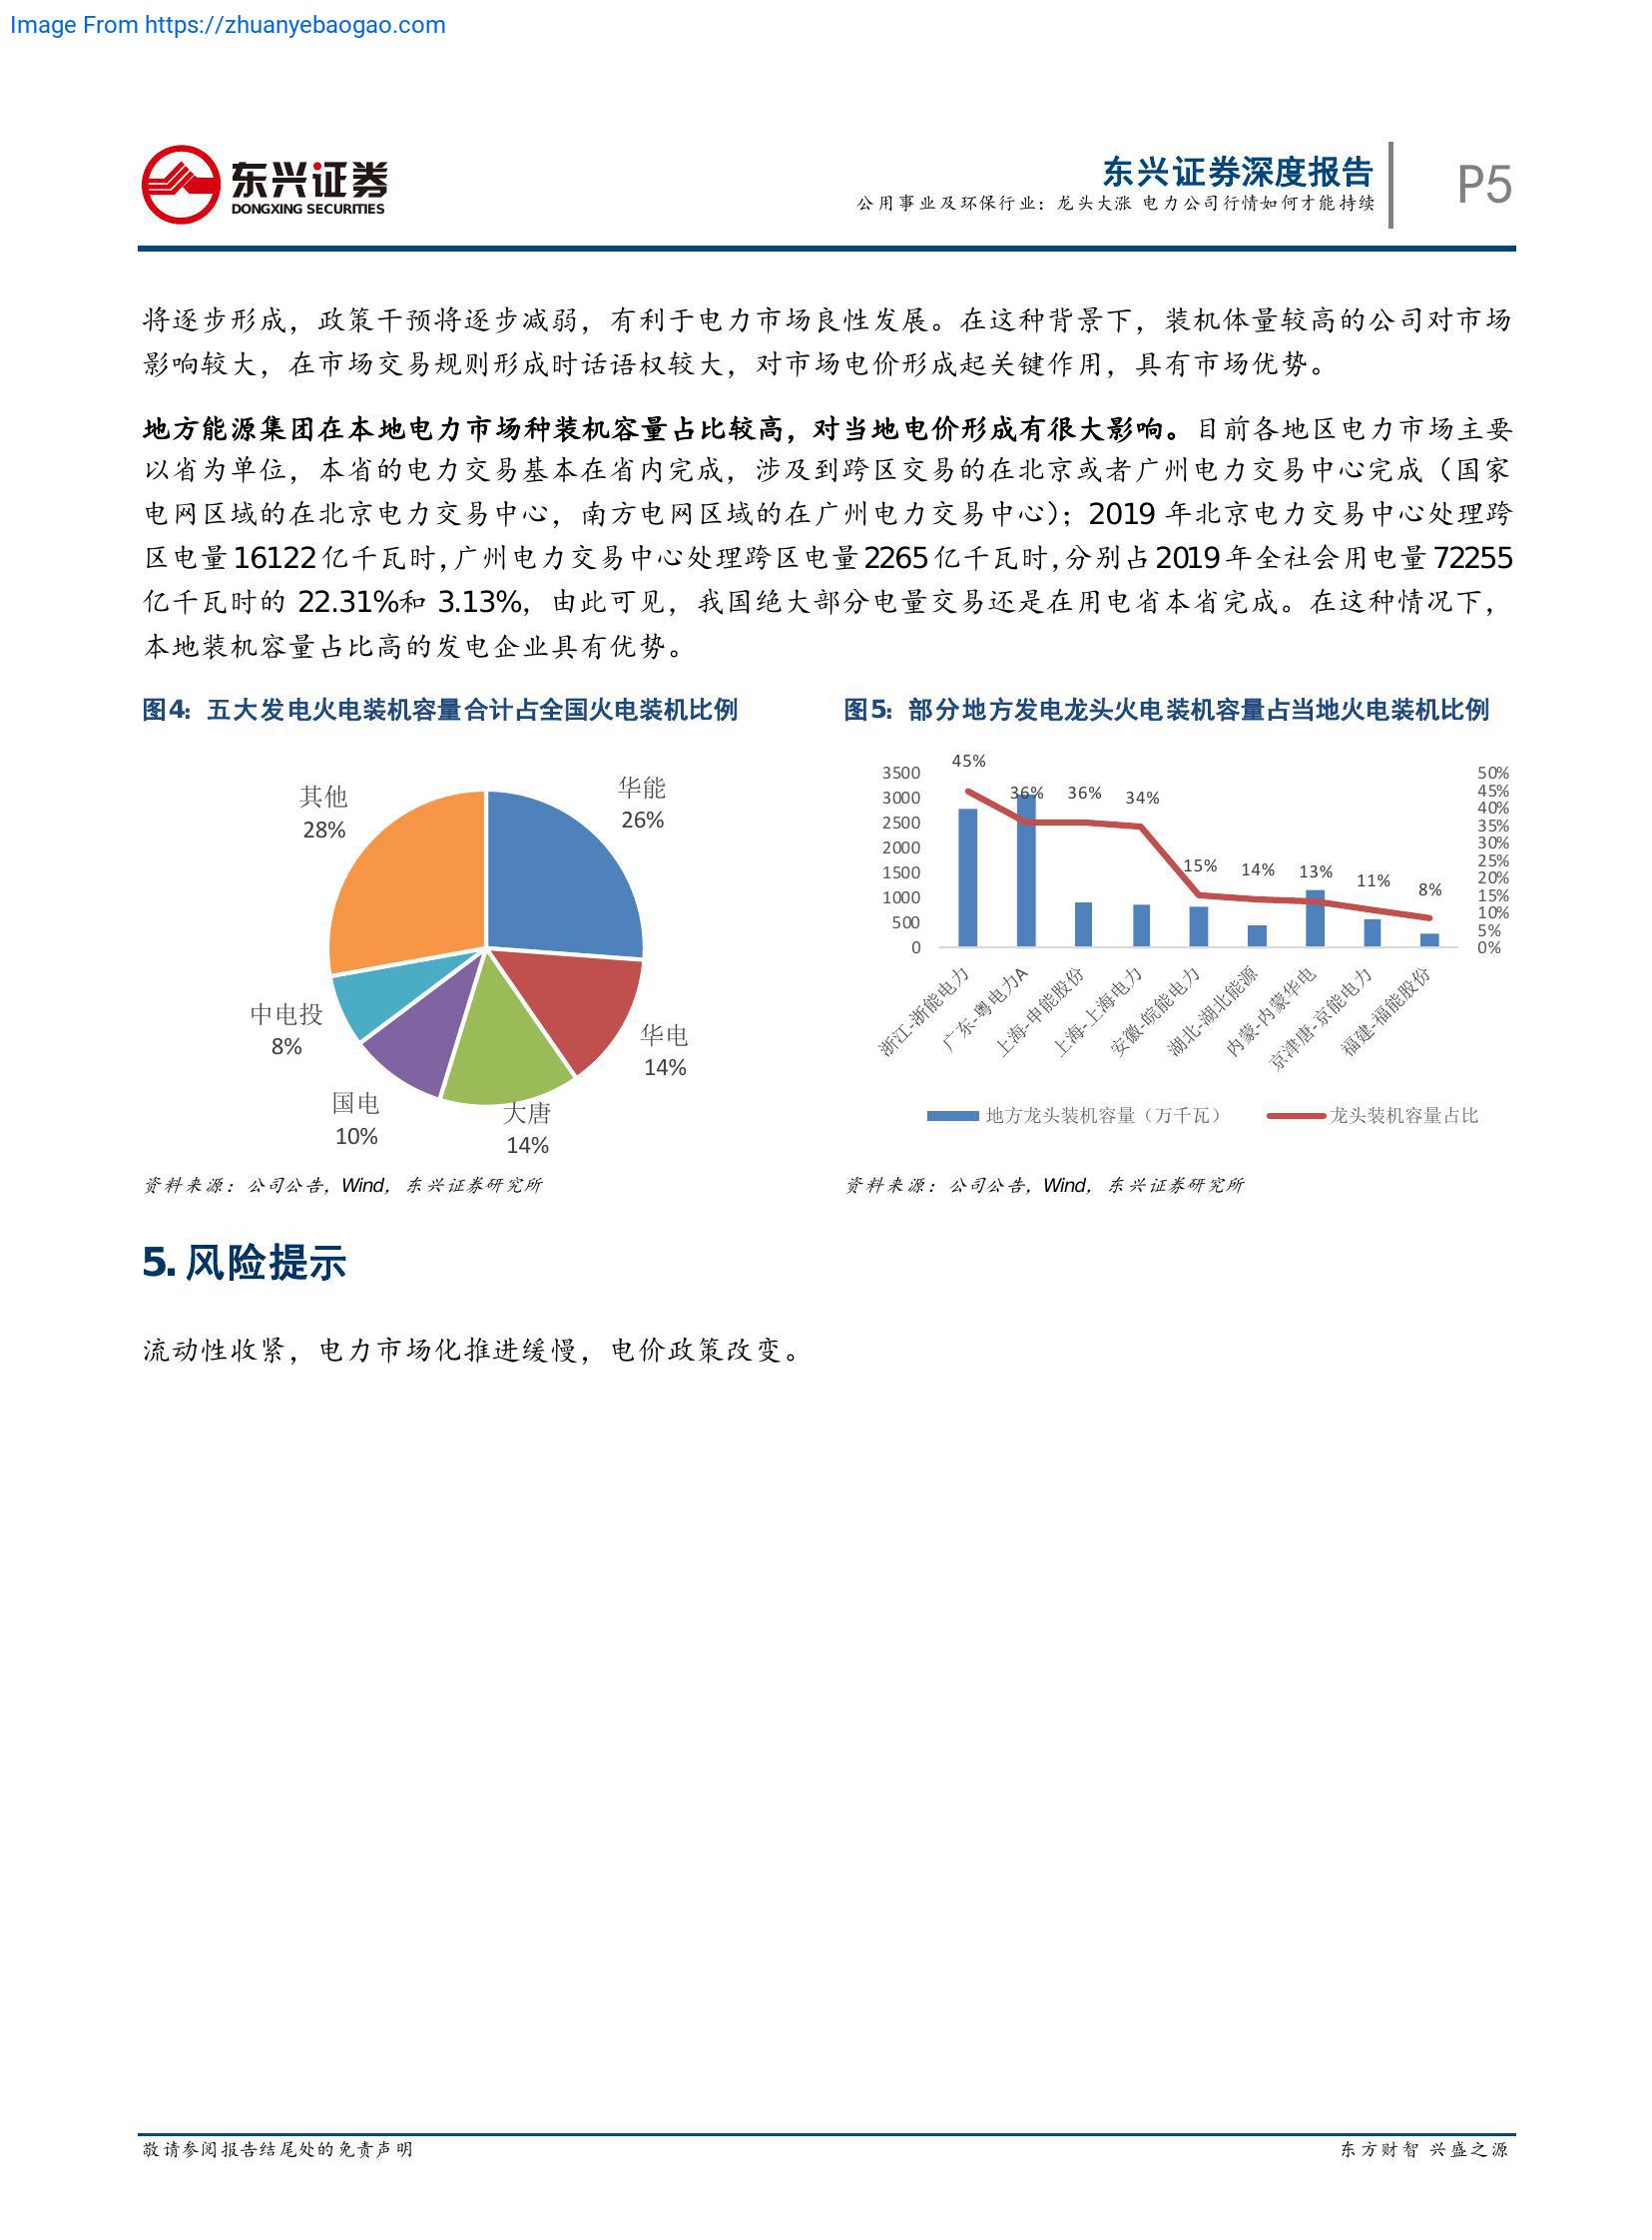 Image From https://zhuanyebaogao.com
东兴证券
DONGXING SECURITIES
东兴证券深度报告
公用事业及环保行业：龙头大涨 电力公司行情如何才能持续
P5
将逐步形成，政策干预将逐步减弱，有利于电力市场良性发展。在这种背景下，装机体量较高的公司对市场
影响较大，在市场交易规则形成时话语权较大，对市场电价形成起关键作用，具有市场优势。
地方能源集团在本地电力市场种装机容量占比较高，对当地电价形成有很大影响。目前各地区电力市场主要
以省为单位，本省的电力交易基本在省内完成，涉及到跨区交易的在北京或者广州电力交易中心完成（国家
电网区域的在北京电力交易中心，南方电网区域的在广州电力交易中心）；2019 年北京电力交易中心处理跨
区电量 16122 亿千瓦时，广州电力交易中心处理跨区电量 2265 亿千瓦时，分别占 2019 年全社会用电量 72255
亿千瓦时的 22.31%和 3.13%，由此可见，我国绝大部分电量交易还是在用电省本省完成。在这种情况下，
本地装机容量占比高的发电企业具有优势。
图4：五大发电火电装机容量合计占全国火电装机比例
其他
28%
华能
26%
中电投
8%
华电
14%
国电
10%
大唐
14%
资料来源：公司公告，Wind，东兴证券研究所
图5：部分地方发电龙头火电装机容量占当地火电装机比例
3500
3000
2500
2000
1500
1000
500
0
45%
36%
36%
34%
15%
14%
13%
11%
8%
50%
45%
40%
35%
30%
25%
20%
15%
10%
5%
0%
浙江-浙能电力
广东-粤电力A
上海-申能股份
上海-上海电力
安徽-皖能电力
湖北-湖北能源
内蒙-内蒙华电
京津唐-京能电力
福建-福能股份
地方龙头装机容量（万千瓦）
龙头装机容量占比
资料来源：公司公告，Wind，东兴证券研究所
5. 风险提示
流动性收紧，电力市场化推进缓慢，电价政策改变。
敬请参阅报告结尾处的免责声明
东方财智 兴盛之源